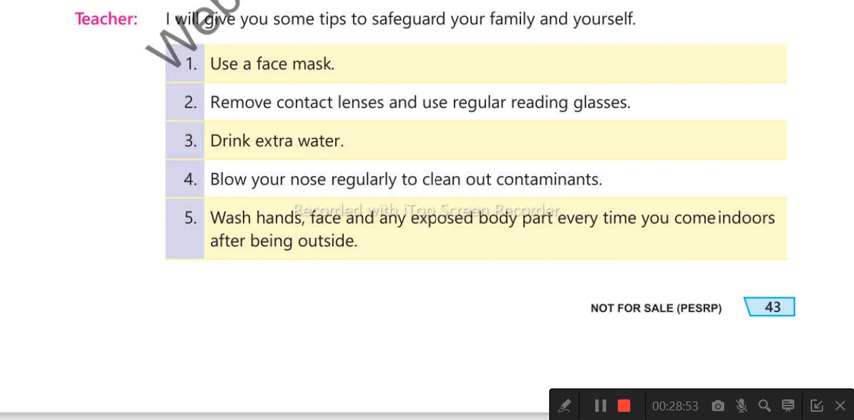 Teacher: I will give you some tips to safeguard your family and yourself.
1. Use a face mask.
2. Remove contact lenses and use regular reading glasses.
3. Drink extra water.
4. Blow your nose regularly to clean out contaminants.
Recorded with iTop Screen Recorder
5. Wash hands, face and any exposed body part every time you come indoors
after being outside.
NOT FOR SALE (PESRP) 43
00:28:53